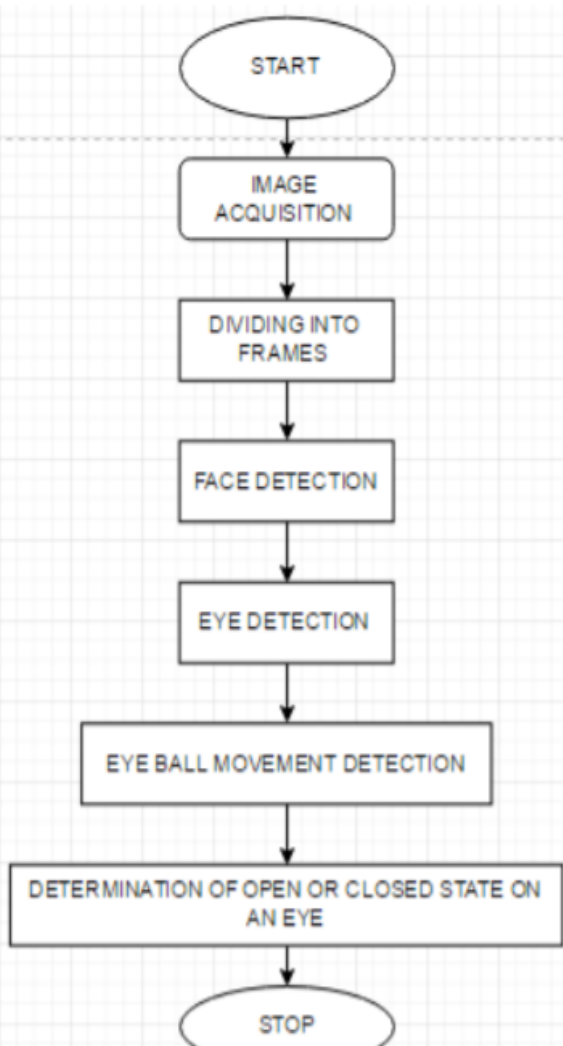 START
IMAGE
ACQUISITION
DIVIDING INTO
FRAMES
FACE DETECTION
EYE DETECTION
EYE BALL MOVEMENT DETECTION
DETERMINATION OF OPEN OR CLOSED STATE ON
AN EYE
STOP